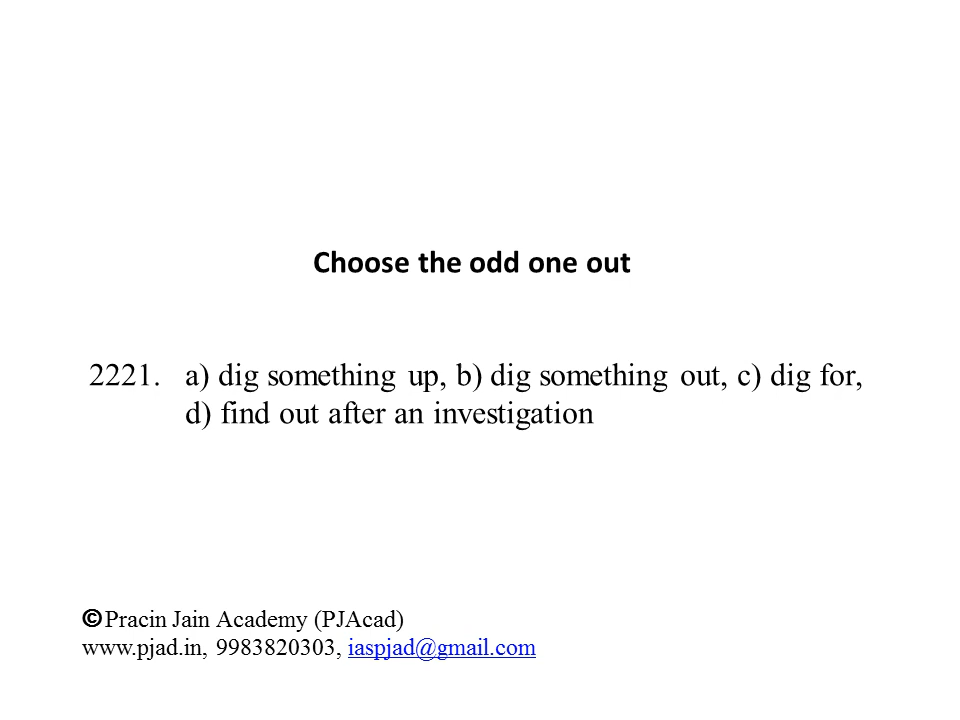 Choose the odd one out
2221. a) dig something up, b) dig something out, c) dig for,
d) find out after an investigation
©Pracin Jain Academy (PJAcad)
www.pjad.in, 9983820303, iaspjad@gmail.com